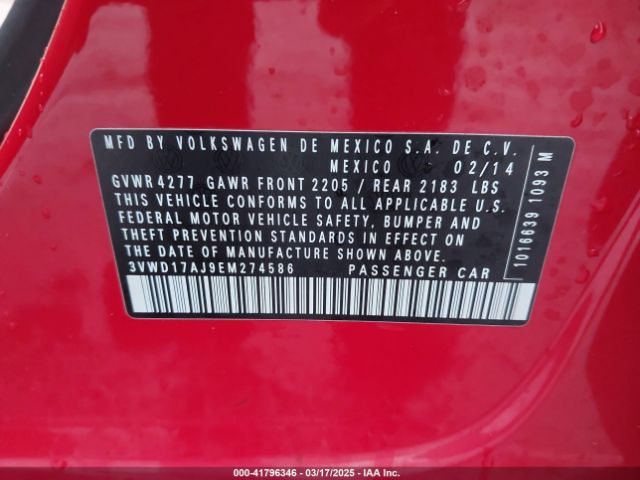 MFD BY VOLKSWAGEN DE MEXICO S.A. DE C.V.
MEXICO 02/14
GVWR 4277 GAWR FRONT 2205 / REAR 2183 LBS
THIS VEHICLE CONFORMS TO ALL APPLICABLE U.S.
FEDERAL MOTOR VEHICLE SAFETY, BUMPER AND
THEFT PREVENTION STANDARDS IN EFFECT ON
THE DATE OF MANUFACTURE SHOWN ABOVE.
3VWD17AJ9EM274586 PASSENGER CAR
1016639 1093 M
000-41796346 - 03/17/2025 - IAA Inc.